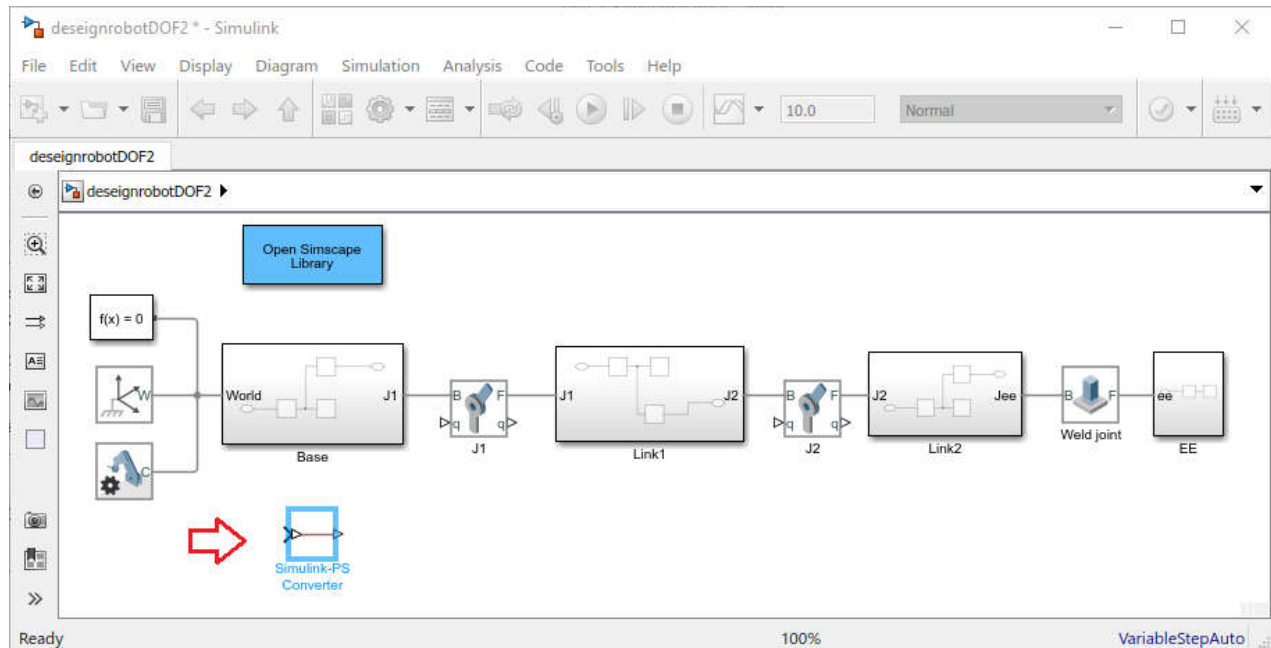 deseignrobotDOF2 * - Simulink
File Edit View Display Diagram Simulation Analysis Code Tools Help
10.0 Normal
deseignrobotDOF2
deseignrobotDOF2
Open Simscape
Library
f(x) = 0
W
C
World J1
Base
B F
q q
J1
J1 J2
Link1
B F
q q
J2
J2 Jee
Link2
B F
Weld joint
ee
EE
Simulink-PS
Converter
Ready 100% VariableStepAuto